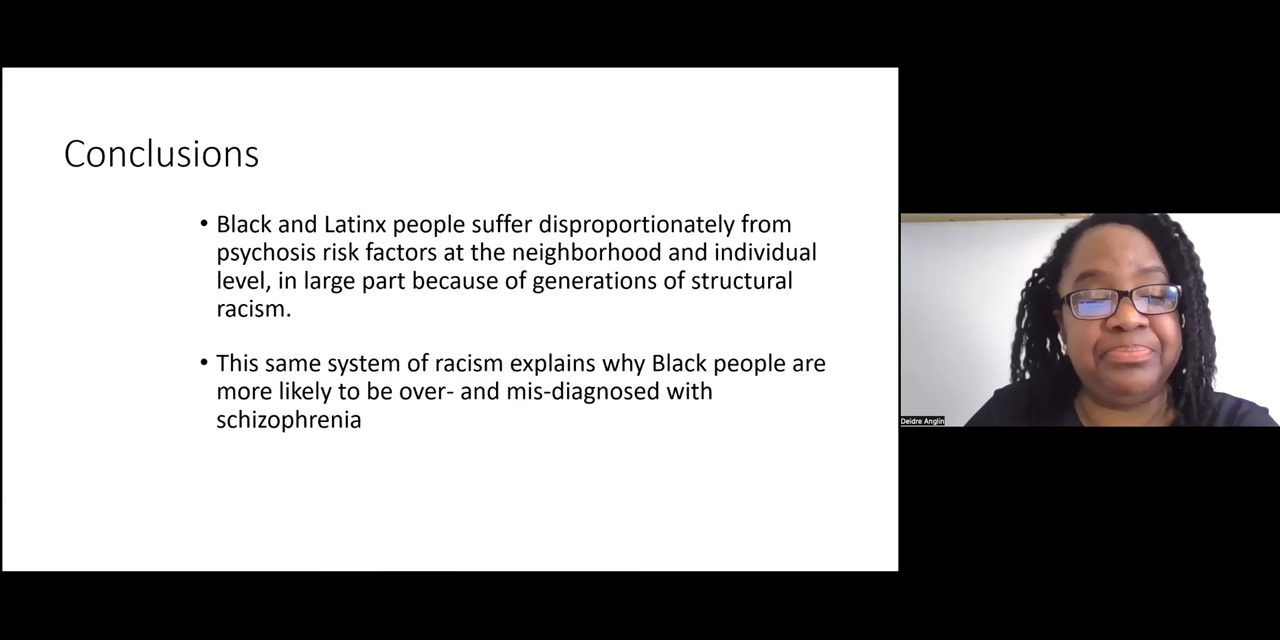 Conclusions
• Black and Latinx people suffer disproportionately from
psychosis risk factors at the neighborhood and individual
level, in large part because of generations of structural
racism.
• This same system of racism explains why Black people are
more likely to be over- and mis-diagnosed with
schizophrenia
Deidre Anglin